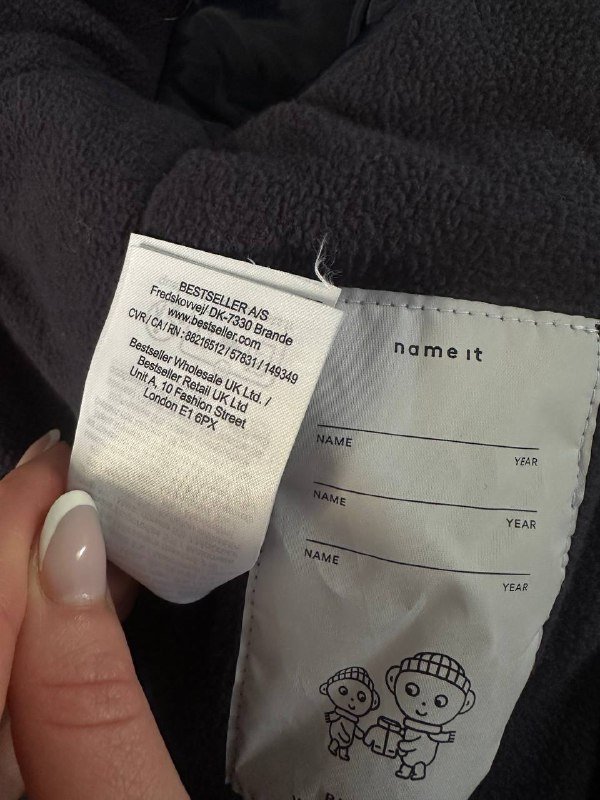 BESTSELLER A/S
Fredskovvej/ DK-7330 Brande
www.bestseller.com
CVR/CA/RN: 88216512/57831/149349
Bestseller Wholesale UK Ltd. /
Bestseller Retail UK Ltd
Unit A, 10 Fashion Street
London E1 6PX
name it
NAME
YEAR
NAME
YEAR
NAME
YEAR